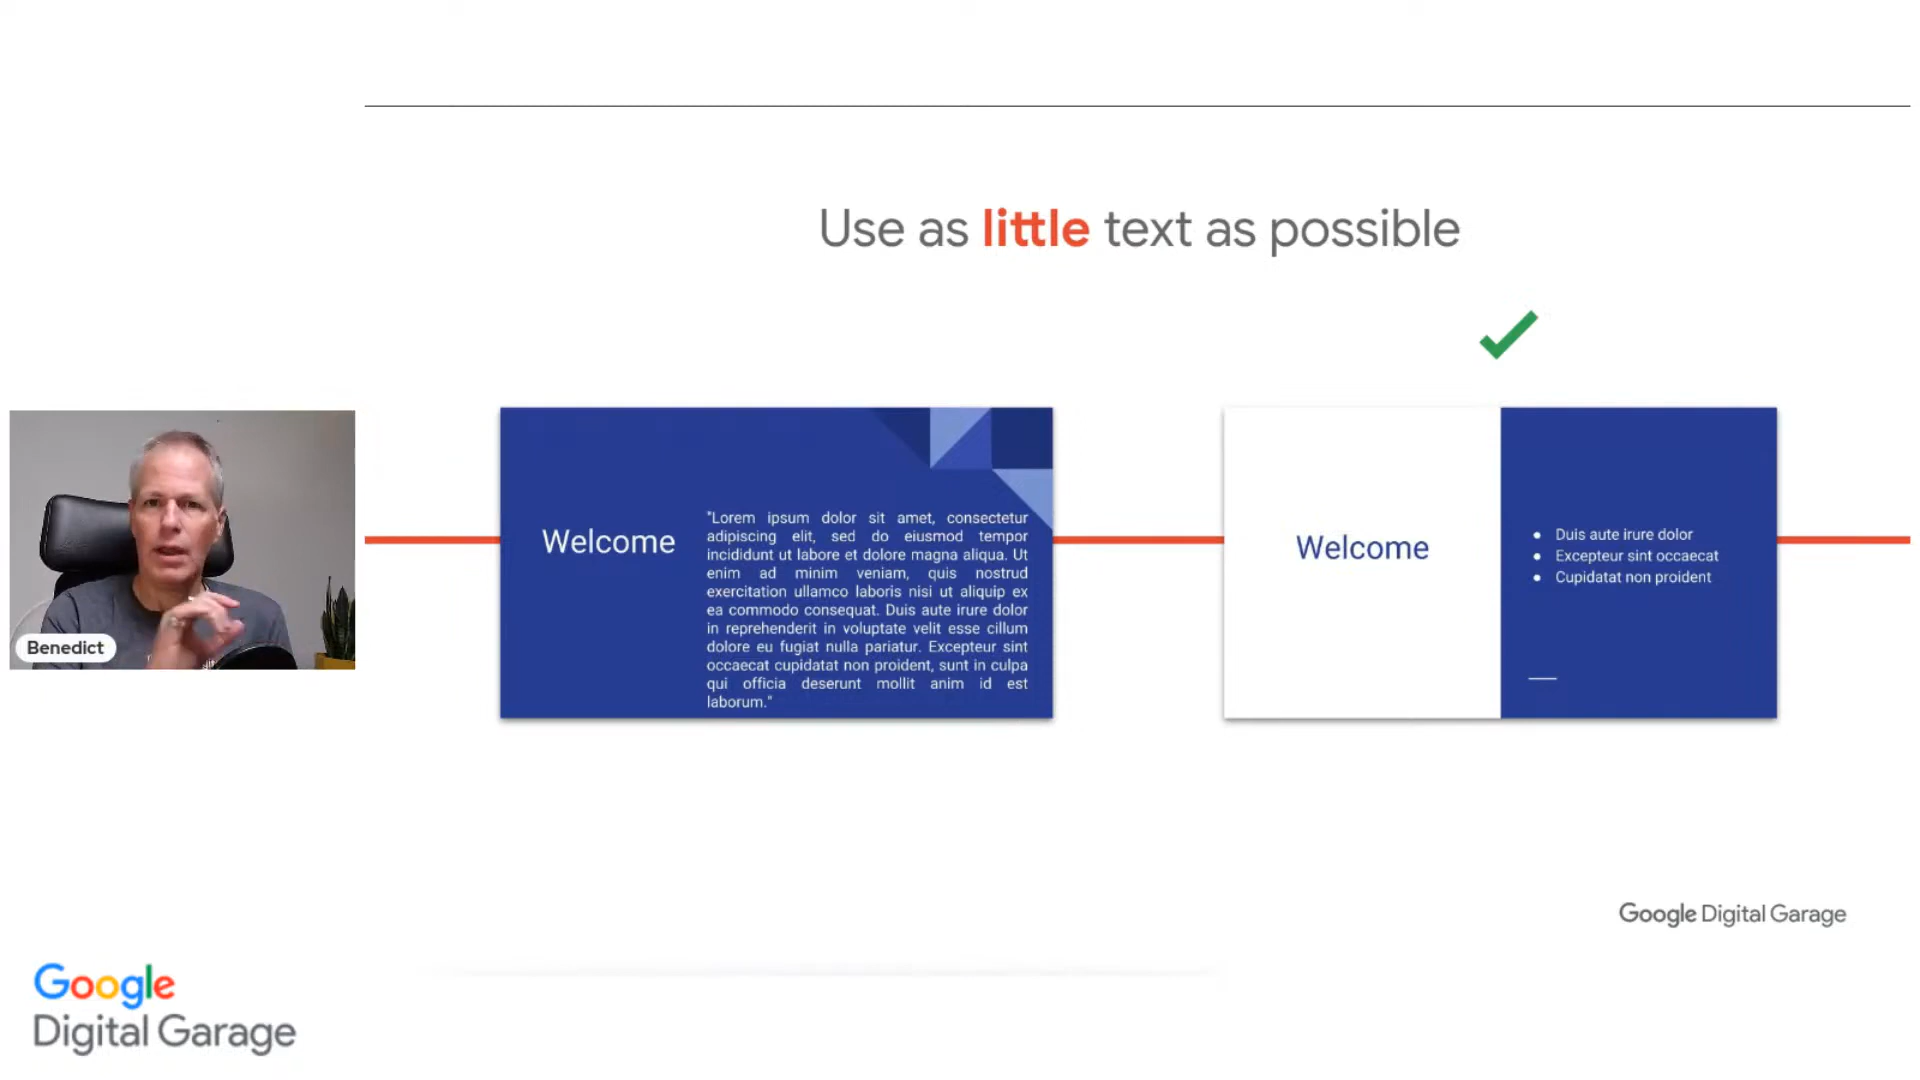 Use as little text as possible
Welcome
"Lorem ipsum dolor sit amet, consectetur
adipiscing elit, sed do eiusmod tempor
incididunt ut labore et dolore magna aliqua. Ut
enim ad minim veniam, quis nostrud
exercitation ullamco laboris nisi ut aliquip ex
ea commodo consequat. Duis aute irure dolor
in reprehenderit in voluptate velit esse cillum
dolore eu fugiat nulla pariatur. Excepteur sint
occaecat cupidatat non proident, sunt in culpa
qui officia deserunt mollit anim id est
laborum."
Welcome
● Duis aute irure dolor
● Excepteur sint occaecat
● Cupidatat non proident
Benedict
Google Digital Garage
Google
Digital Garage